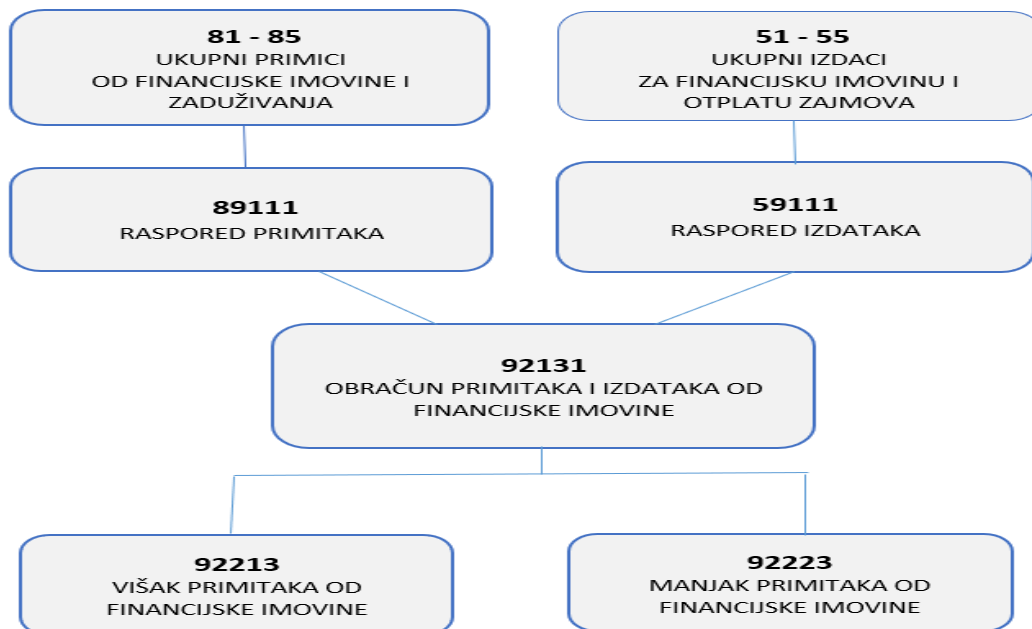 81 - 85
UKUPNI PRIMICI
OD FINANCIJSKE IMOVINE I
ZADUŽIVANJA
51 - 55
UKUPNI IZDACI
ZA FINANCIJSKU IMOVINU I
OTPLATU ZAJMOVA
89111
RASPORED PRIMITAKA
59111
RASPORED IZDATAKA
92131
OBRAČUN PRIMITAKA I IZDATAKA OD
FINANCIJSKE IMOVINE
92213
VIŠAK PRIMITAKA OD
FINANCIJSKE IMOVINE
92223
MANJAK PRIMITAKA OD
FINANCIJSKE IMOVINE